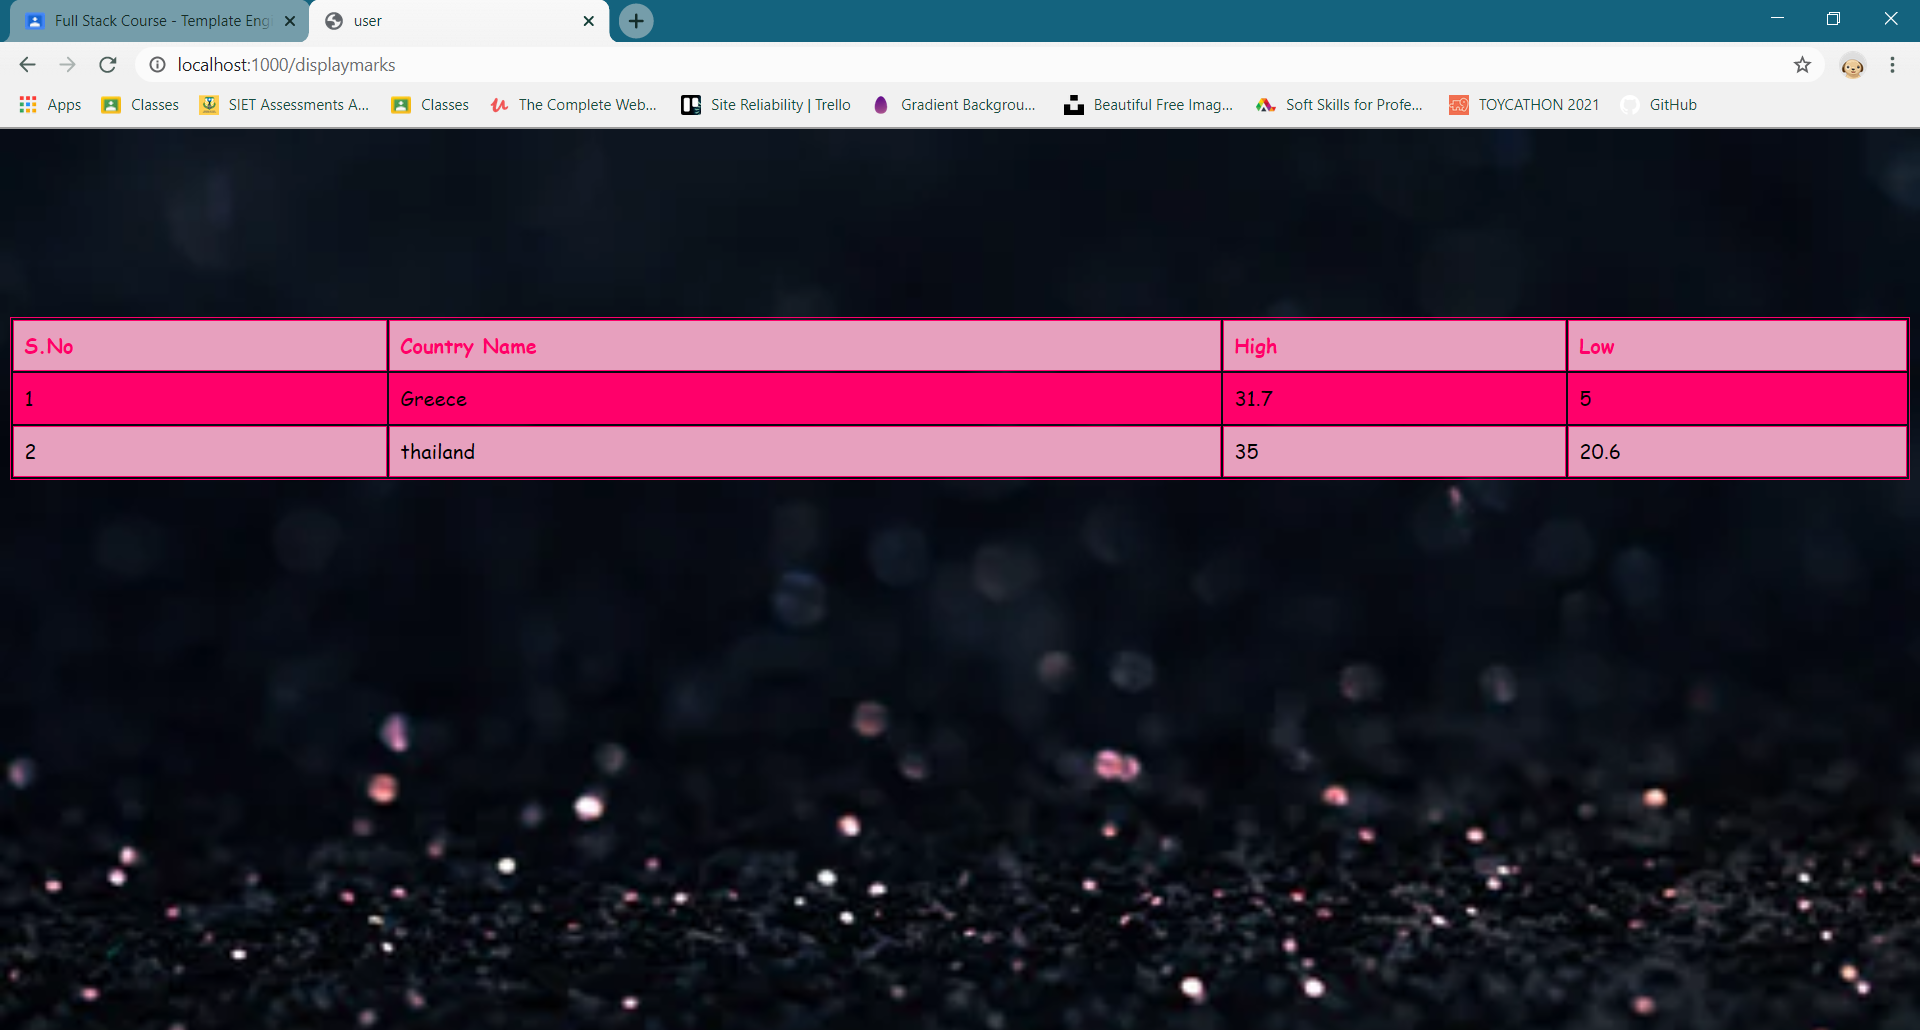 Full Stack Course - Template Eng
user
localhost:1000/displaymarks
Apps Classes SIET Assessments A... Classes The Complete Web... Site Reliability | Trello Gradient Backgrou... Beautiful Free Imag... Soft Skills for Profe... TOYCATHON 2021 GitHub
S.No Country Name High Low
1 Greece 31.7 5
2 thailand 35 20.6